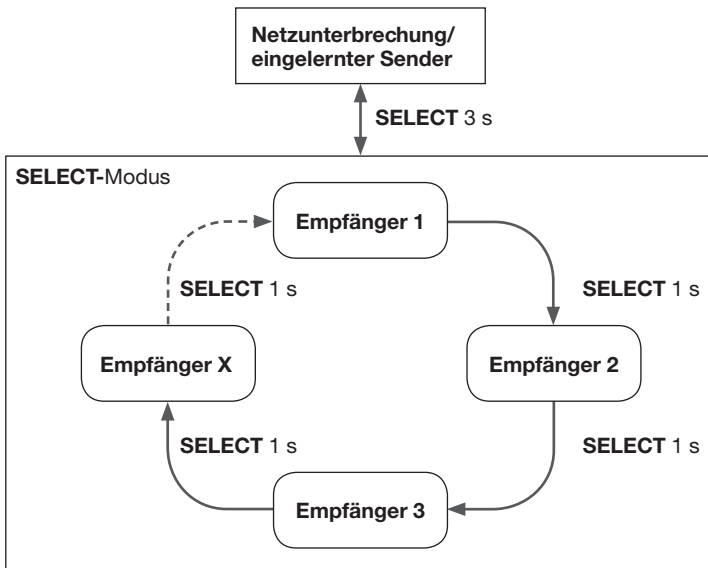 Netzunterbrechung/
eingelernter Sender
SELECT 3 s
SELECT-Modus
Empfänger 1
SELECT 1 s
SELECT 1 s
Empfänger X
Empfänger 2
SELECT 1 s
SELECT 1 s
Empfänger 3